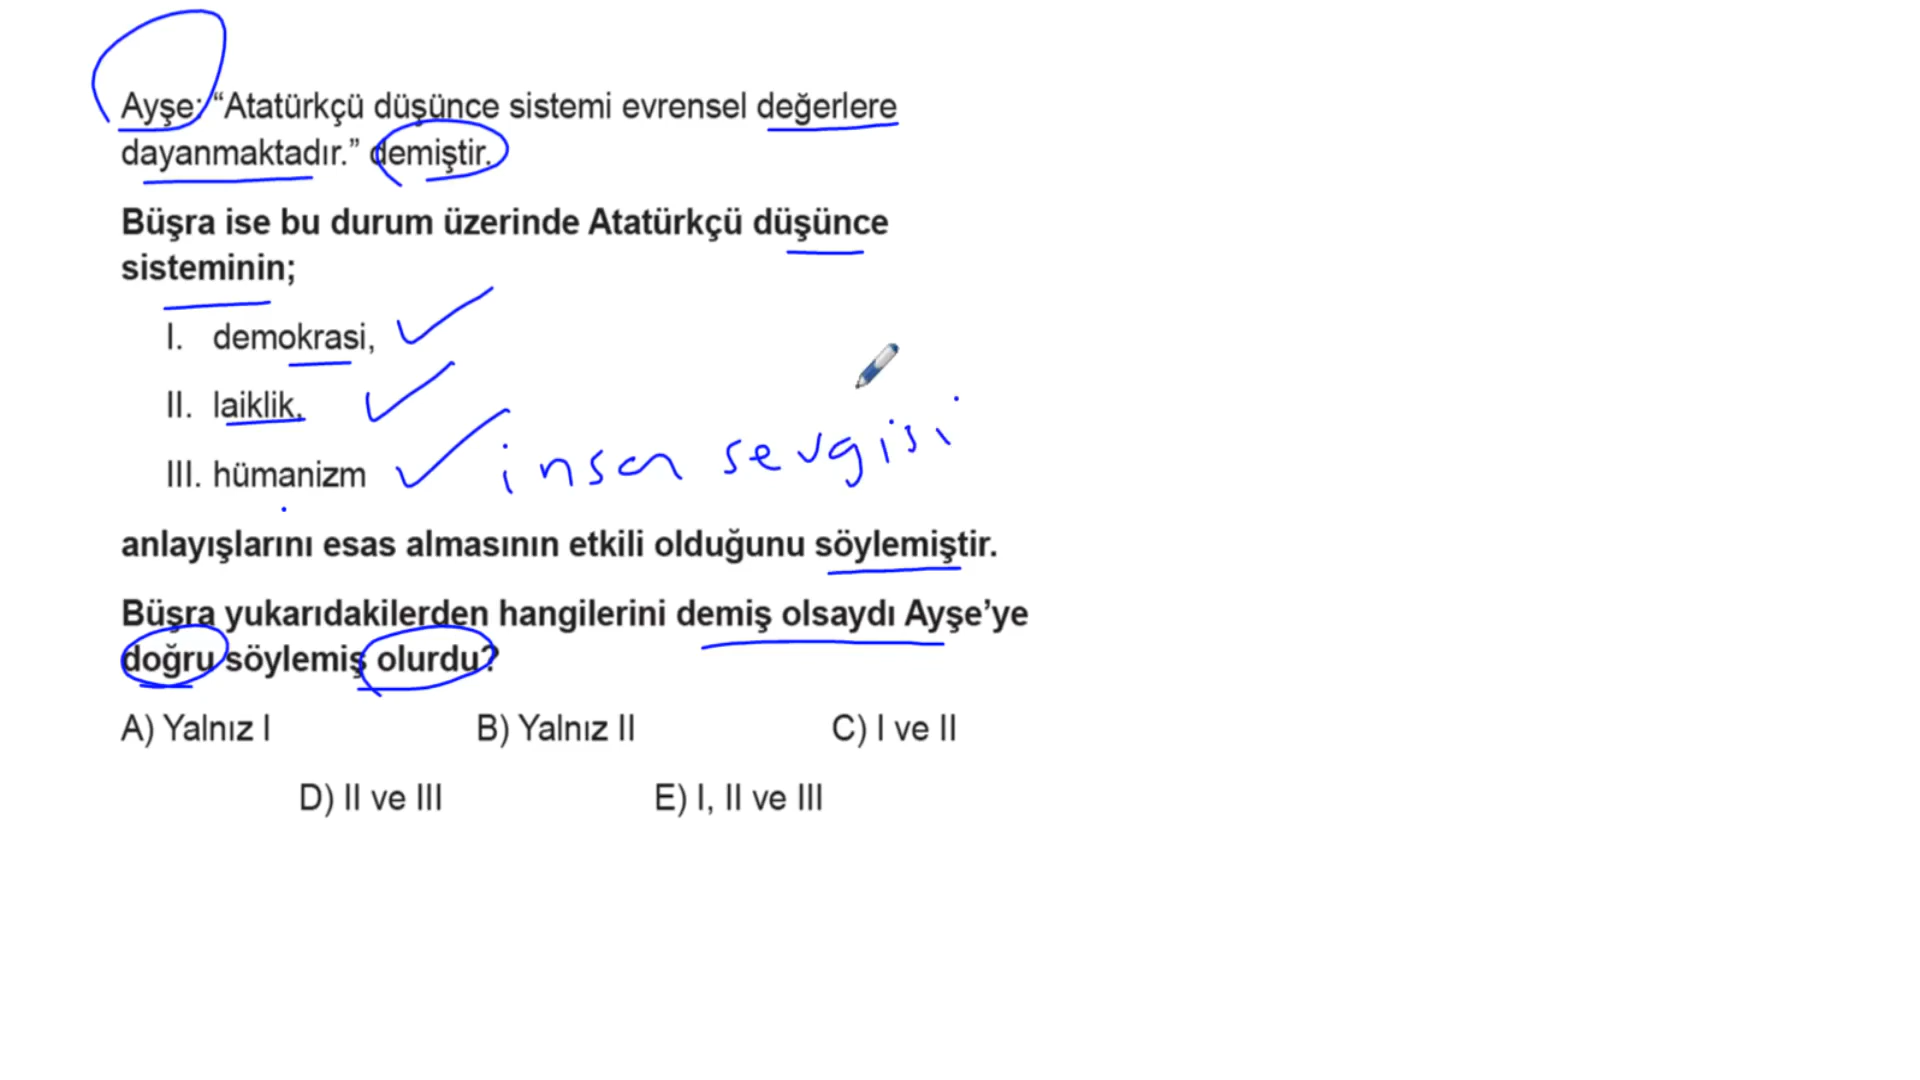 Ayşe: “Atatürkçü düşünce sistemi evrensel değerlere
dayanmaktadır.” demiştir.
Büşra ise bu durum üzerinde Atatürkçü düşünce
sisteminin;
I. demokrasi,
II. laiklik,
III. hümanizm insan sevgisi
anlayışlarını esas almasının etkili olduğunu söylemiştir.
Büşra yukarıdakilerden hangilerini demiş olsaydı Ayşe’ye
doğru söylemiş olurdu?
A) Yalnız I B) Yalnız II C) I ve II
D) II ve III E) I, II ve III